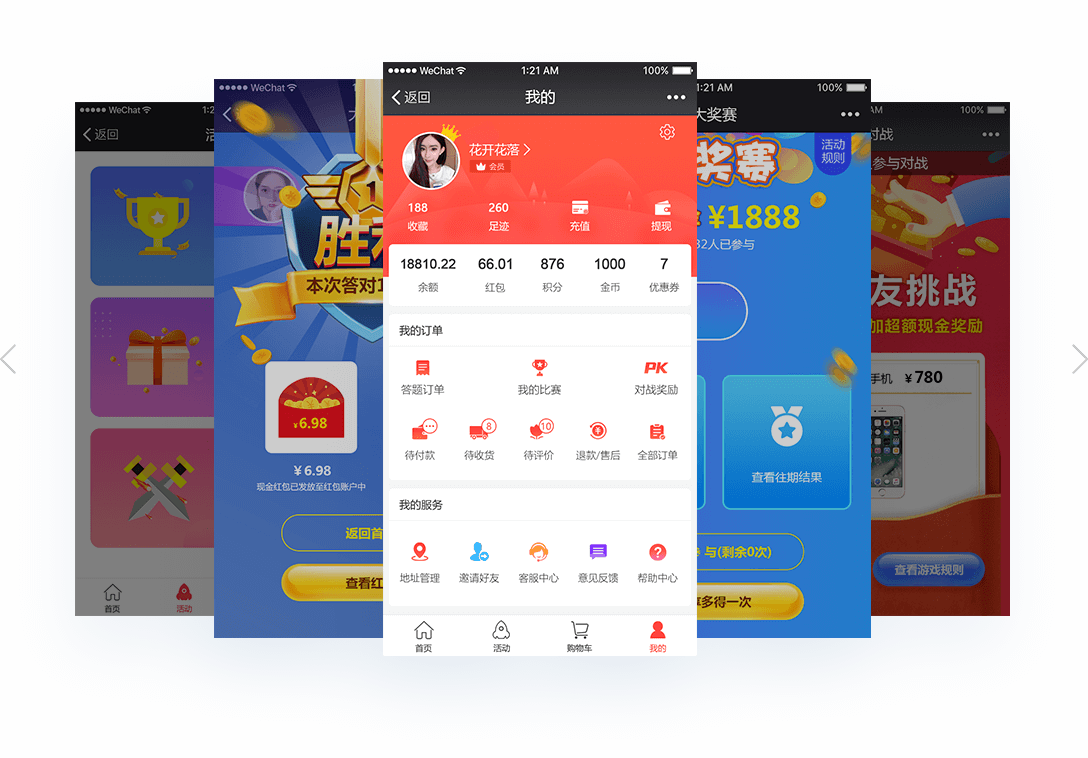 WeChat
返回
首页
活动
WeChat
本次答对1
¥6.98
¥6.98
现金红包已发放至红包账户中
返回首
查看红
WeChat
1:21 AM
100%
返回
我的
花开花落
会员
188
260
收藏
足迹
充值
提现
18810.22
66.01
876
1000
7
余额
红包
积分
金币
优惠券
我的订单
PK
答题订单
我的比赛
对战奖励
8
10
待付款
待收货
待评价
退款/售后
全部订单
我的服务
地址管理
邀请好友
客服中心
意见反馈
帮助中心
首页
活动
购物车
我的
1:21 AM
100%
大奖赛
活动
规则
奖赛
¥1888
32人已参与
查看往期结果
与(剩余0次)
多得一次
AM
100%
对战
参与对战
友挑战
加超额现金奖励
手机 ¥780
查看游戏规则